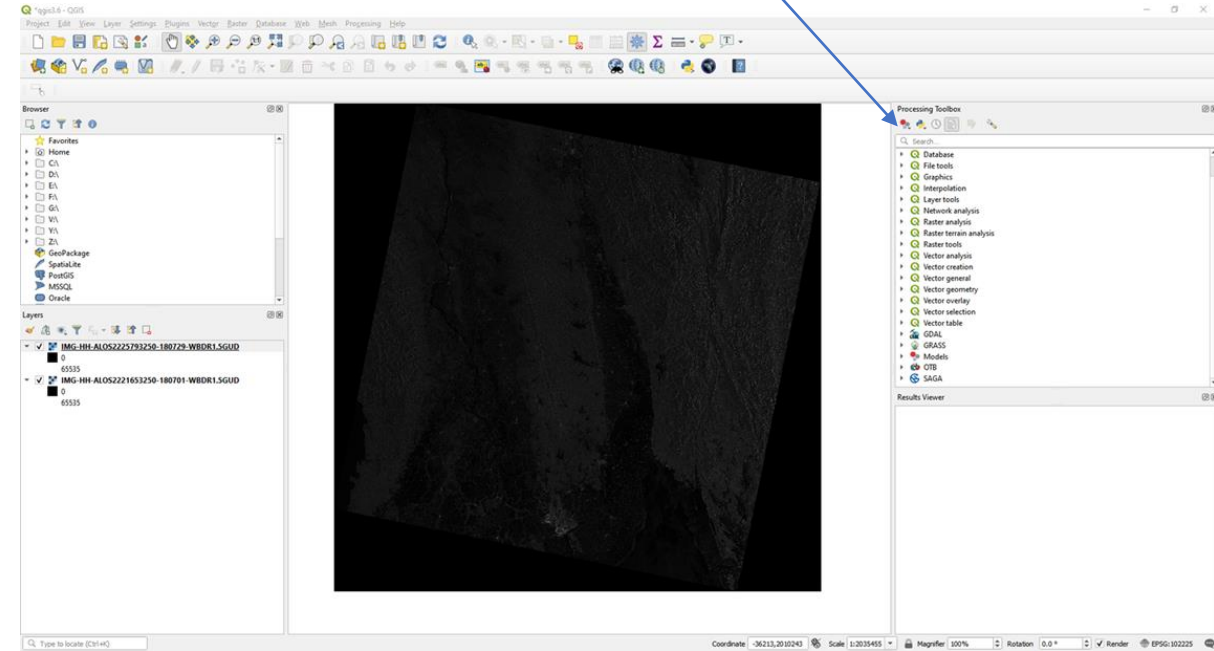 *qgis3.6 - QGIS
Project Edit View Layer Settings Plugins Vector Raster Database Web Mesh Processing Help
Browser
Favorites
Home
C:\
D:\
E:\
F:\
G:\
V:\
Y:\
Z:\
GeoPackage
SpatiaLite
PostGIS
MSSQL
Oracle
Layers
IMG-HH-ALOS2225793250-180729-WBDR1.5GUD
0
65535
IMG-HH-ALOS2221653250-180701-WBDR1.5GUD
0
65535
Processing Toolbox
Search...
Database
File tools
Graphics
Interpolation
Layer tools
Network analysis
Raster analysis
Raster terrain analysis
Raster tools
Vector analysis
Vector creation
Vector general
Vector geometry
Vector overlay
Vector selection
Vector table
GDAL
GRASS
Models
OTB
SAGA
Results Viewer
Type to locate (Ctrl+K)
Coordinate -36213,2010243 Scale 1:2035455 Magnifier 100% Rotation 0.0 ° Render EPSG:102225